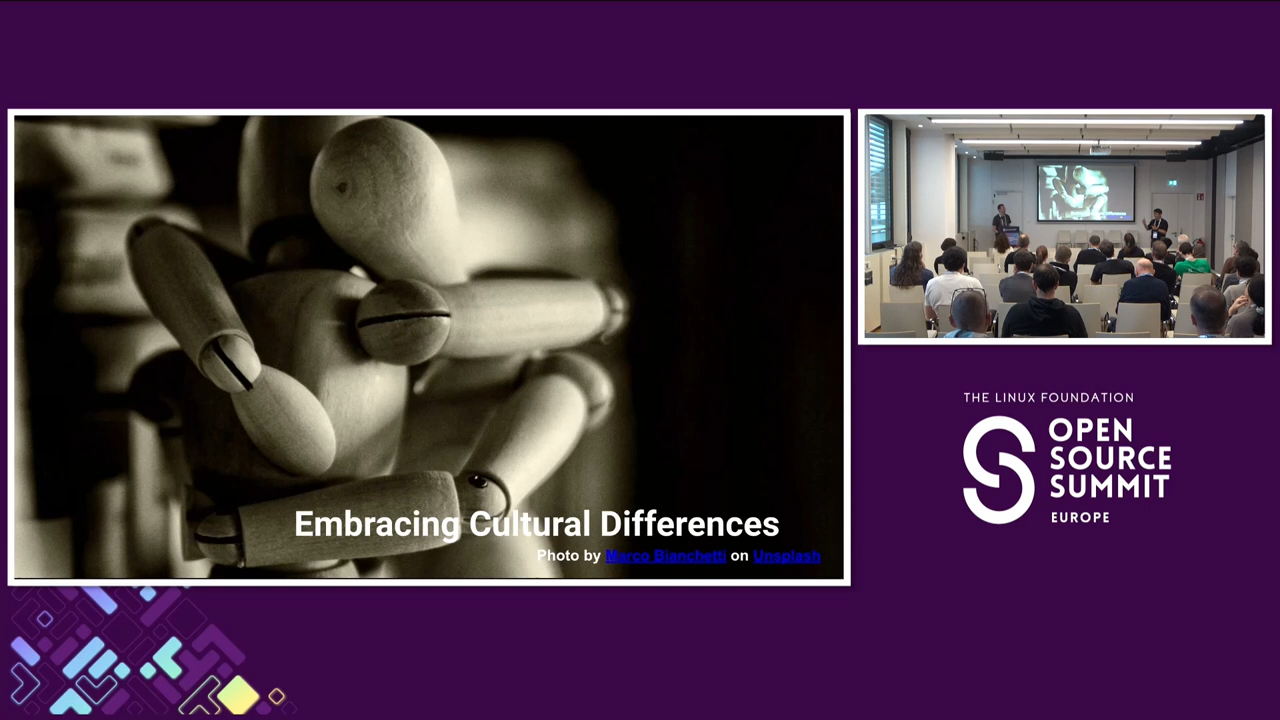 Embracing Cultural Differences
Photo by Marco Bianchetti on Unsplash
THE LINUX FOUNDATION
OPEN
SOURCE
SUMMIT
EUROPE